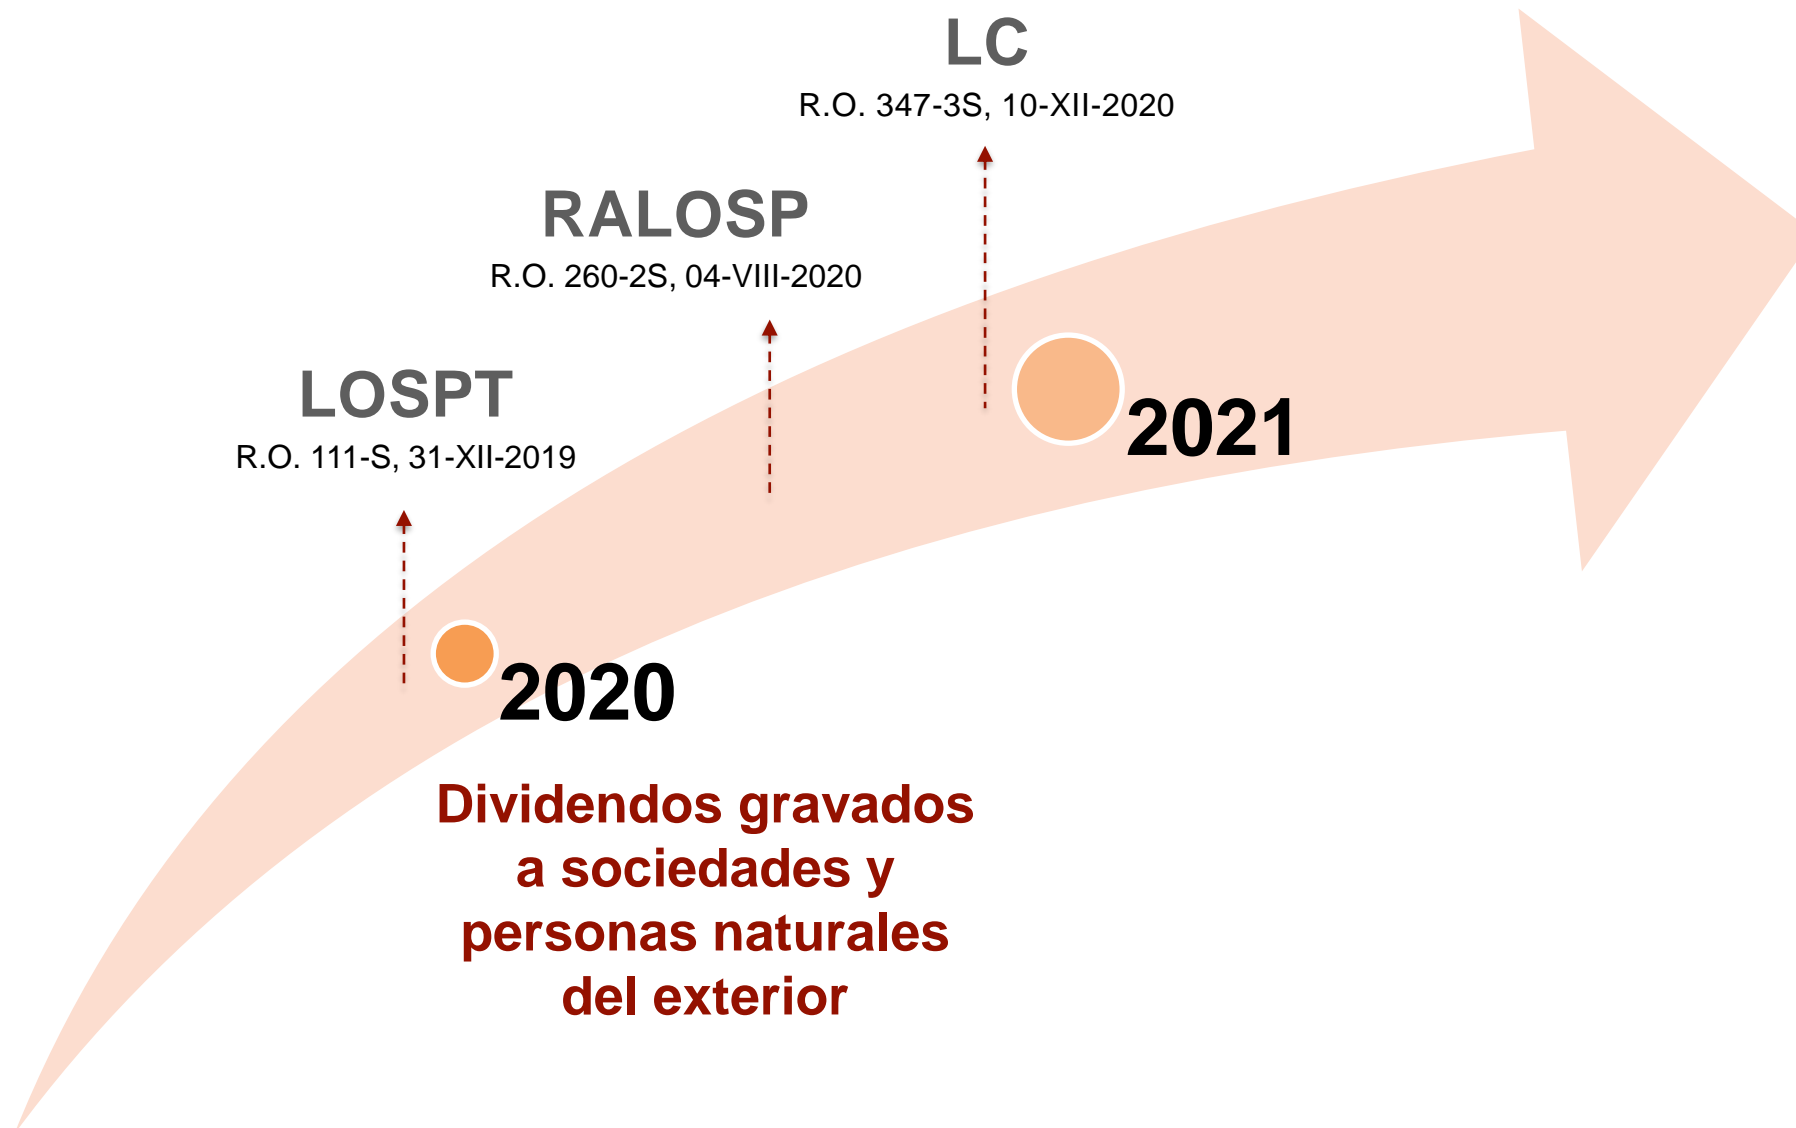 LC
R.O. 347-3S, 10-XII-2020
RALOSP
R.O. 260-2S, 04-VIII-2020
LOSPT
R.O. 111-S, 31-XII-2019
2021
2020
Dividendos gravados
a sociedades y
personas naturales
del exterior